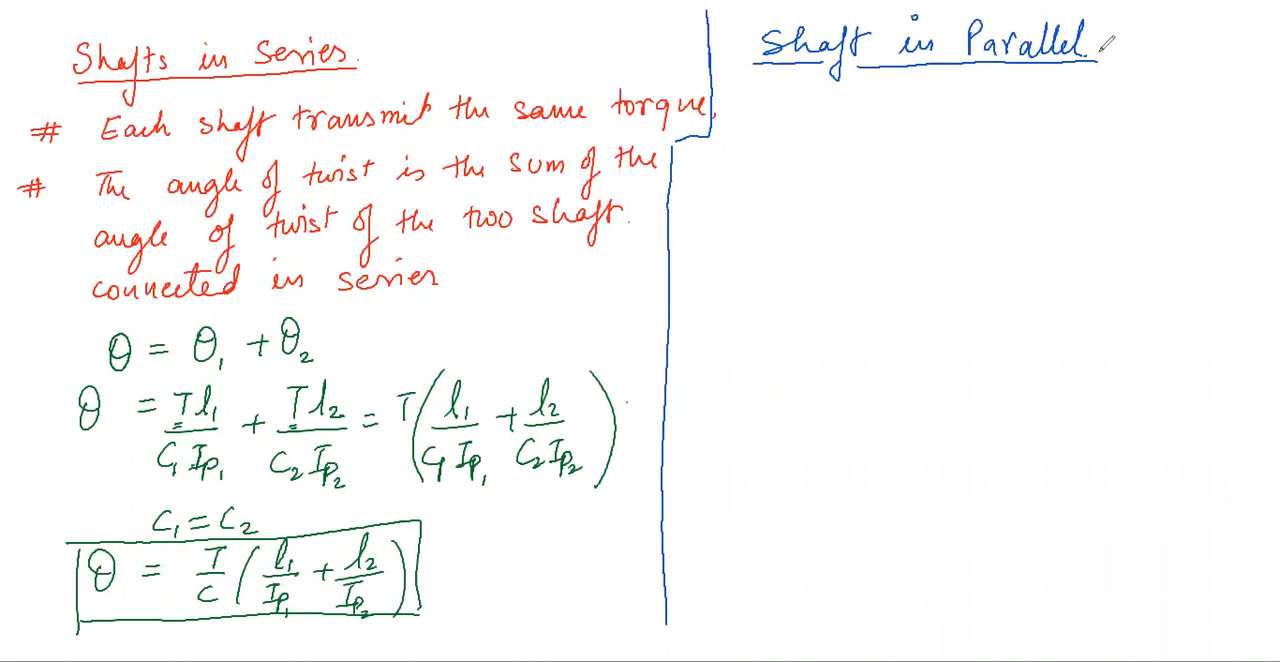 Shafts in Series.
# Each shaft transmit the same torque.
# The angle of twist is the sum of the
angle of twist of the two shaft.
connected in series
θ = θ₁ + θ₂
θ = Tl₁/C₁Ip₁ + Tl₂/C₂Ip₂ = T(l₁/C₁Ip₁ + l₂/C₂Ip₂)
C₁ = C₂
θ = T/C (l₁/Ip₁ + l₂/Ip₂)
Shaft in Parallel.